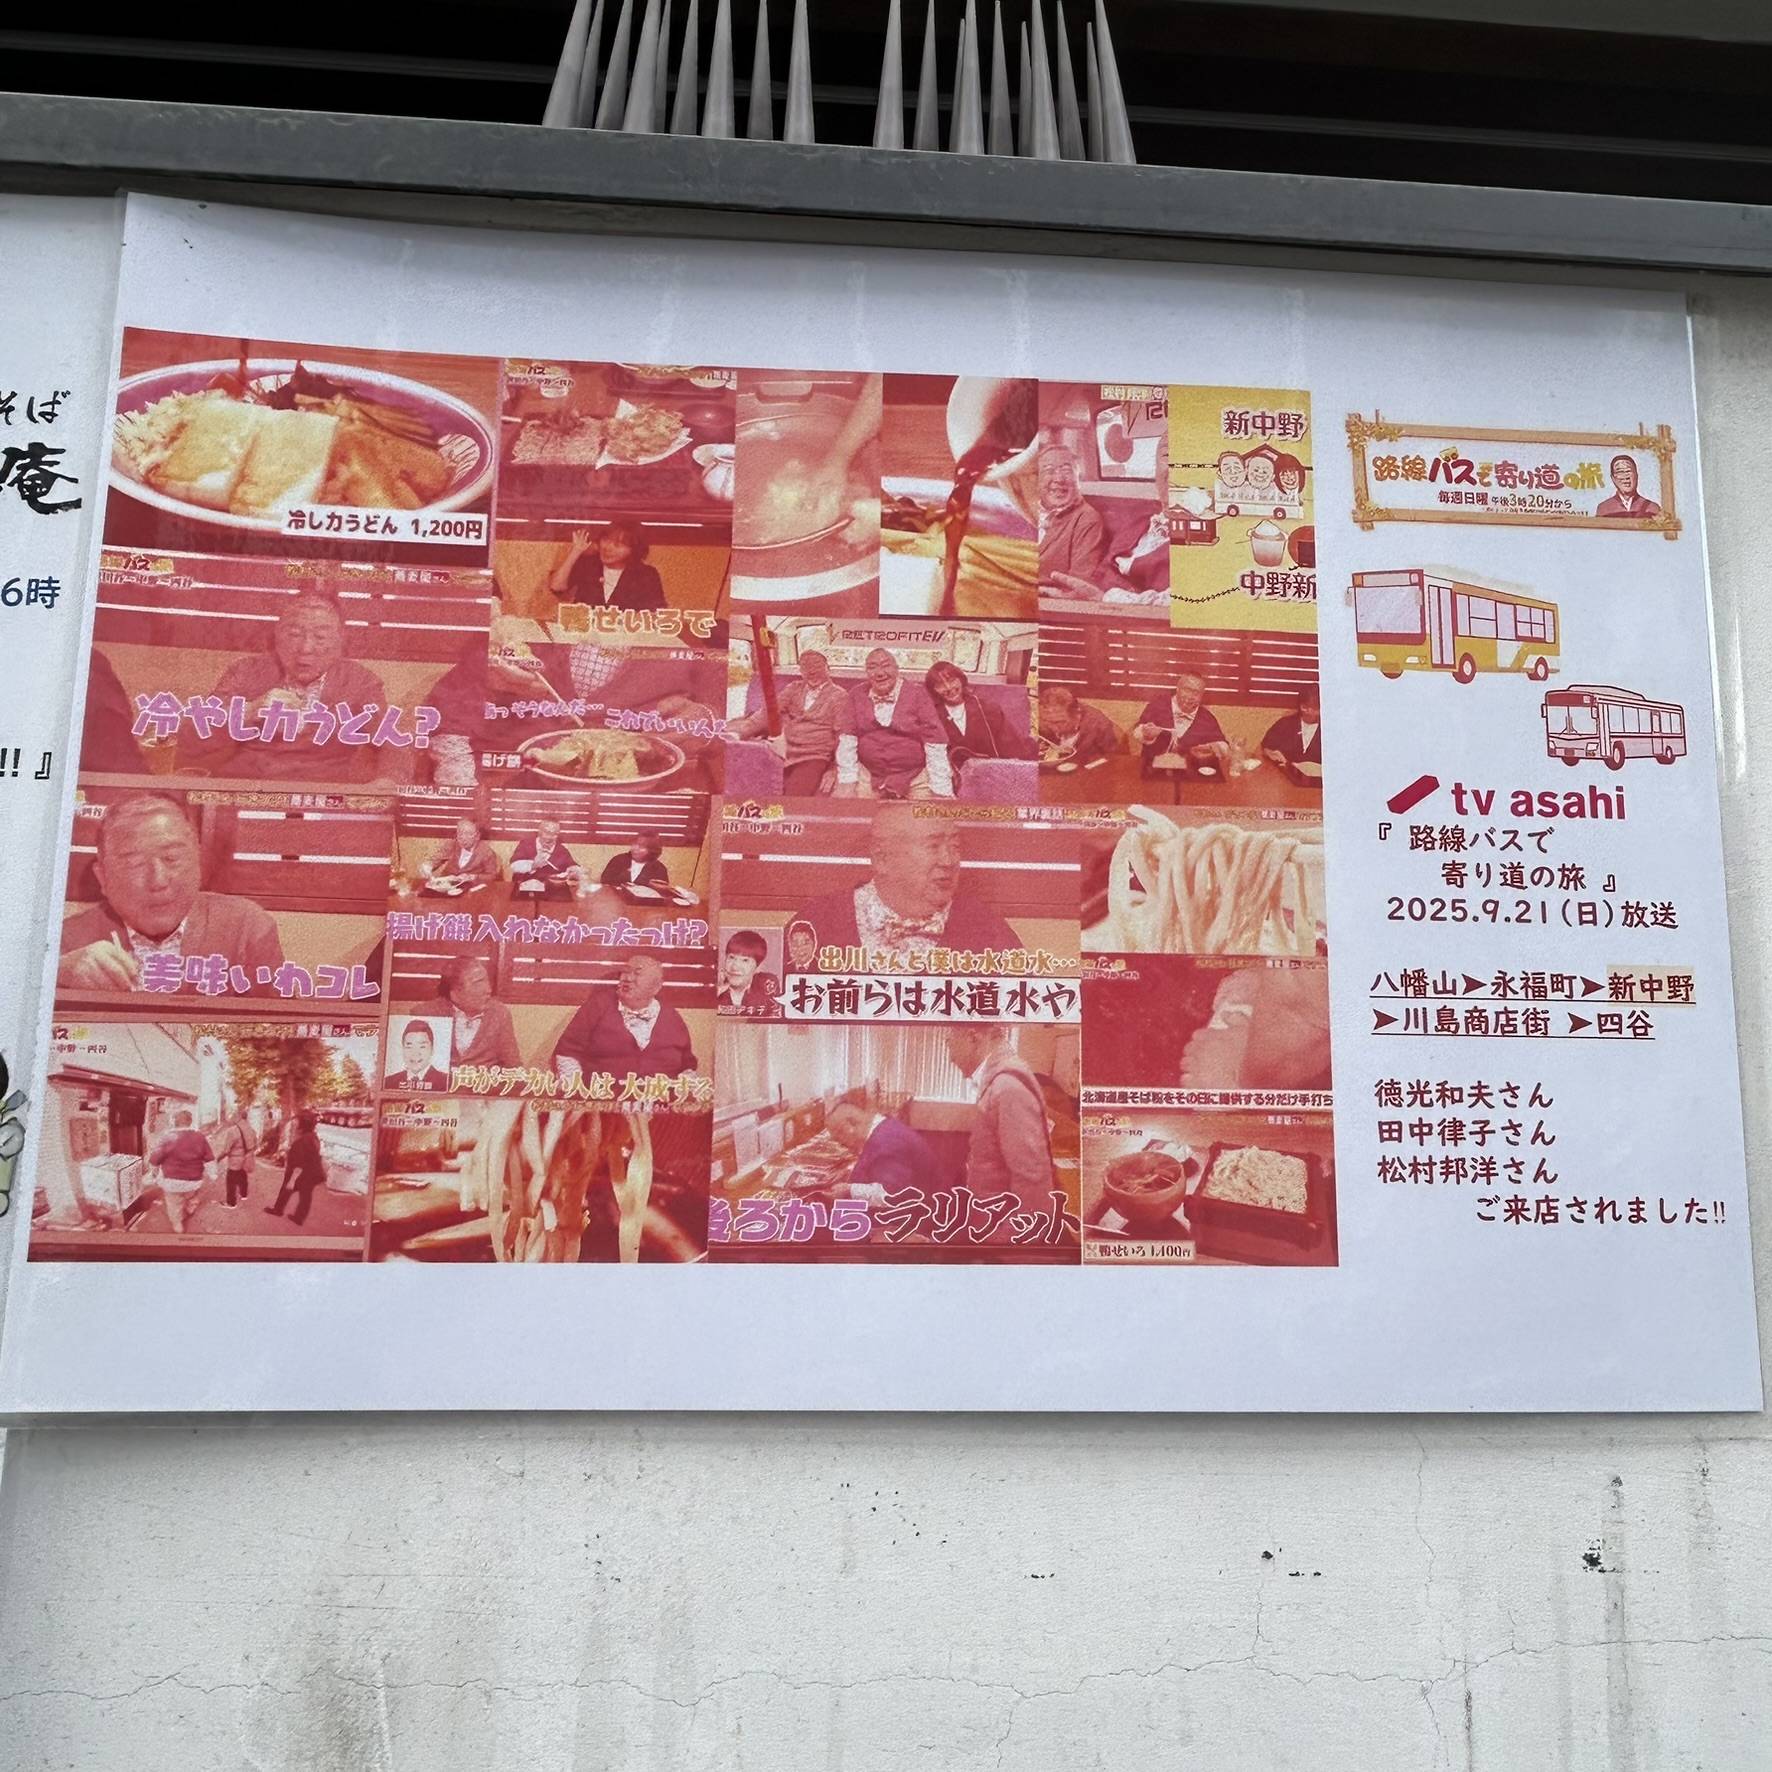 そば
庵
6時
!! 』
冷し力うどん 1,200円
鴨せいろで
新中野
中野新
路線バスで寄り道の旅
毎週日曜 午後3時20分から
冷やし力うどん?
これでいいんだ
揚げ餅
RETROFIT
美味いわコレ
揚げ餅入れなかったっけ?
出川さんと僕は水道水…
お前らは水道水や
声がデカい人は大成する
後ろからラリアット
北海道産そば粉をその日に提供する分だけ手打ち
鴨せいろ 1,400円
tv asahi
『 路線バスで
寄り道の旅 』
2025.9.21(日)放送
八幡山➤永福町➤新中野
➤川島商店街 ➤四谷
徳光和夫さん
田中律子さん
松村邦洋さん
ご来店されました!!